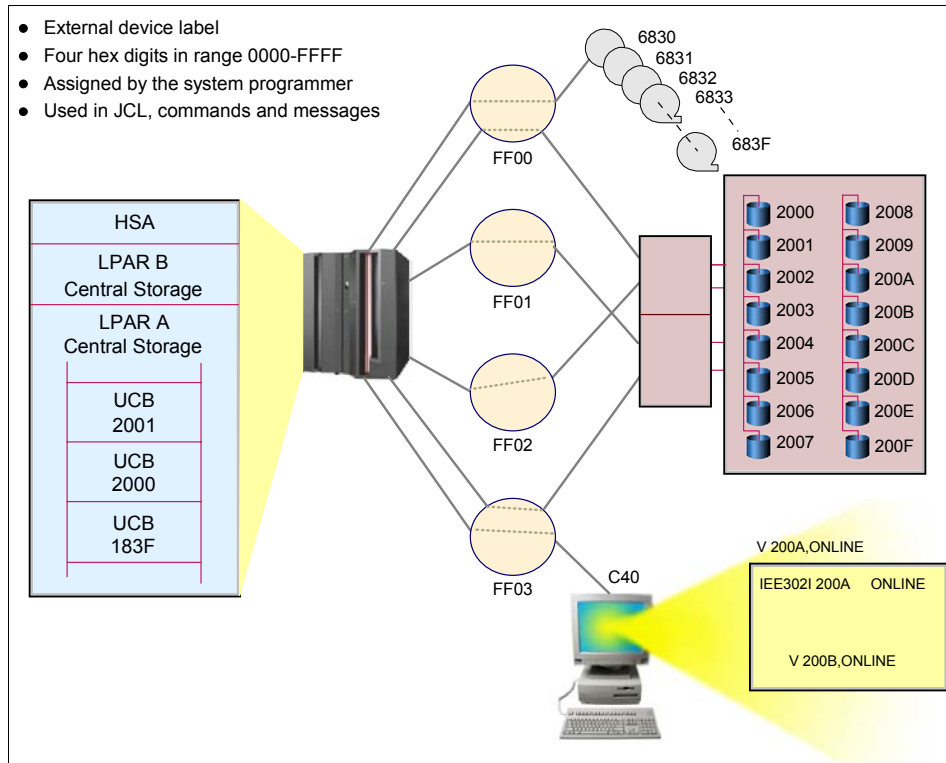 External device label
Four hex digits in range 0000-FFFF
Assigned by the system programmer
Used in JCL, commands and messages
6830
6831
6832
6833
683F
FF00
HSA
LPAR B
Central Storage
LPAR A
Central Storage
UCB
2001
UCB
2000
UCB
183F
FF01
FF02
FF03
2000
2001
2002
2003
2004
2005
2006
2007
2008
2009
200A
200B
200C
200D
200E
200F
C40
V 200A,ONLINE
IEE302I 200A ONLINE
V 200B,ONLINE